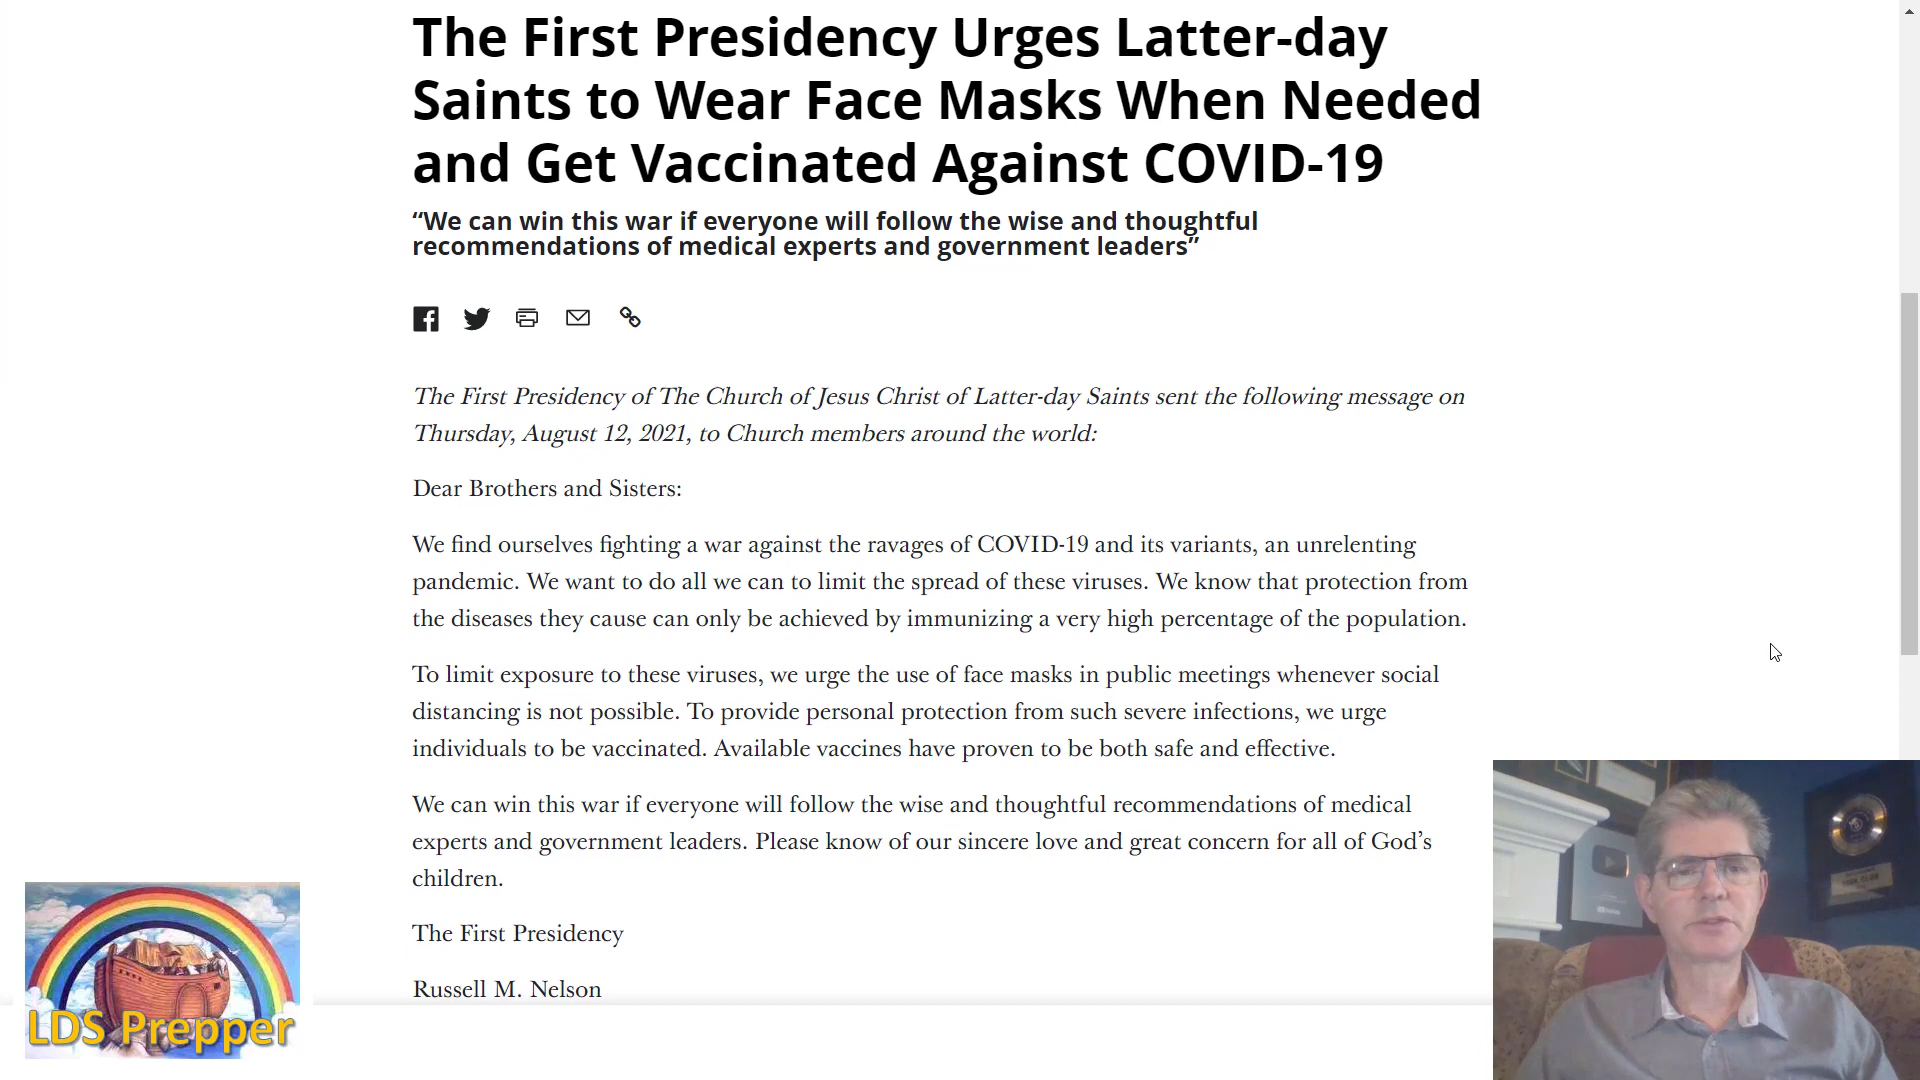 The First Presidency Urges Latter-day
Saints to Wear Face Masks When Needed
and Get Vaccinated Against COVID-19
“We can win this war if everyone will follow the wise and thoughtful
recommendations of medical experts and government leaders”
The First Presidency of The Church of Jesus Christ of Latter-day Saints sent the following message on
Thursday, August 12, 2021, to Church members around the world:
Dear Brothers and Sisters:
We find ourselves fighting a war against the ravages of COVID-19 and its variants, an unrelenting
pandemic. We want to do all we can to limit the spread of these viruses. We know that protection from
the diseases they cause can only be achieved by immunizing a very high percentage of the population.
To limit exposure to these viruses, we urge the use of face masks in public meetings whenever social
distancing is not possible. To provide personal protection from such severe infections, we urge
individuals to be vaccinated. Available vaccines have proven to be both safe and effective.
We can win this war if everyone will follow the wise and thoughtful recommendations of medical
experts and government leaders. Please know of our sincere love and great concern for all of God’s
children.
The First Presidency
Russell M. Nelson
LDS Prepper